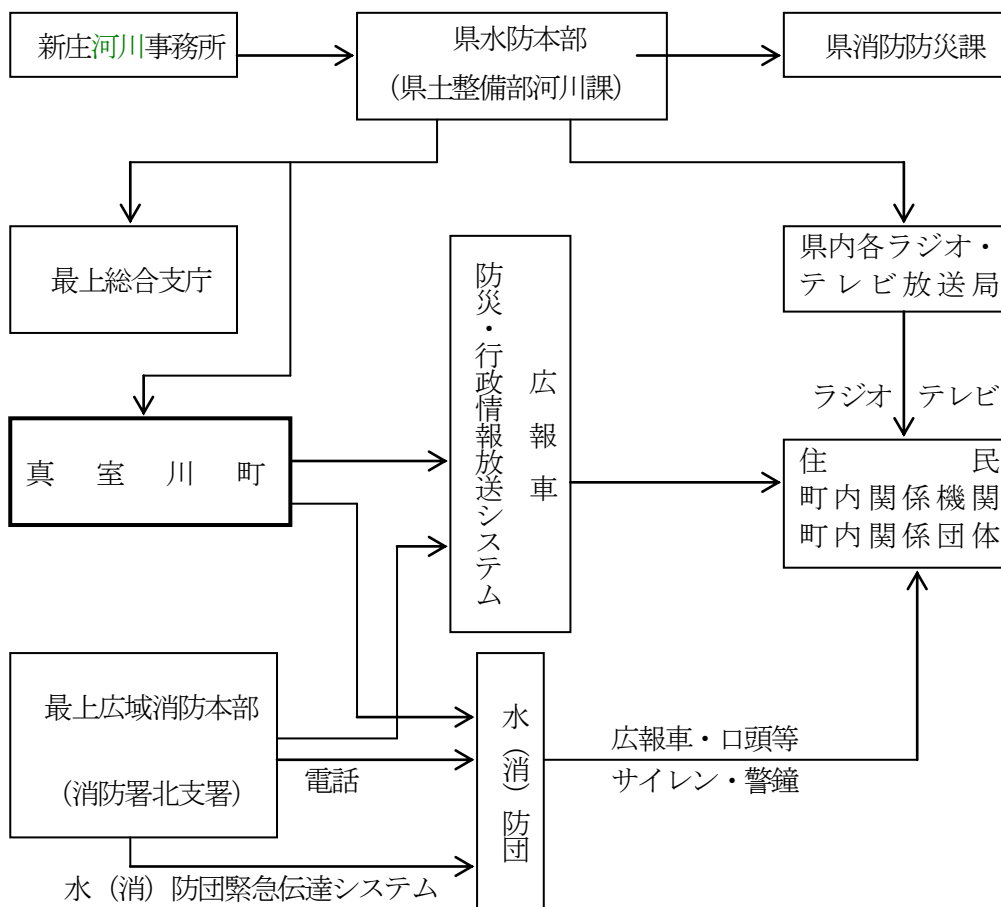 新庄河川事務所
県水防本部
（県土整備部河川課）
県消防防災課
最上総合支庁
県内各ラジオ・
テレビ放送局
防災・行政情報放送システム
広報車
ラジオ
テレビ
真室川町
住民
町内関係機関
町内関係団体
最上広域消防本部
（消防署北支署）
電話
水（消）防団
広報車・口頭等
サイレン・警鐘
水（消）防団緊急伝達システム